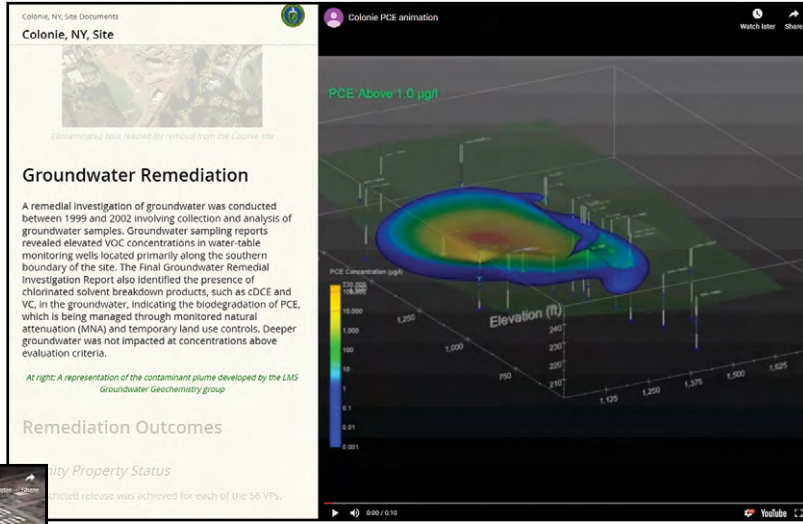 Colonie, NY, Site Documents
Colonie, NY, Site
Contaminated soils reacted for removal from the Colonie site
Groundwater Remediation
A remedial investigation of groundwater was conducted
between 1999 and 2002 involving collection and analysis of
groundwater samples. Groundwater sampling reports
revealed elevated VOC concentrations in water-table
monitoring wells located primarily along the southern
boundary of the site. The Final Groundwater Remedial
Investigation Report also identified the presence of
chlorinated solvent breakdown products, such as cDCE and
VC, in the groundwater, indicating the biodegradation of PCE,
which is being managed through monitored natural
attenuation (MNA) and temporary land use controls. Deeper
groundwater was not impacted at concentrations above
evaluation criteria.
At right: A representation of the contaminant plume developed by the LMS
Groundwater Geochemistry group
Remediation Outcomes
nity Property Status
stricted release was achieved for each of the 56 VPs.
Share
Colonie PCE animation
Watch later
Share
PCE Above 1.0 µg/l
PCE Concentration (µg/l)
10,000
1,000
100
10
1
0.1
0.01
0.001
1,250
1,000
750
Elevation (ft)
240
230
220
210
1,125
1,250
1,375
1,500
1,625
0:00 / 0:10
YouTube